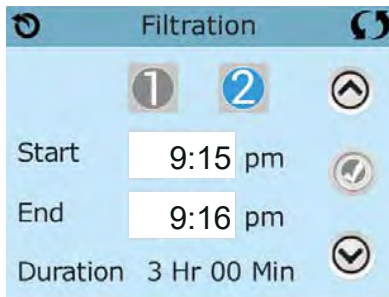 Filtration
1 2
Start 9:15 pm
End 9:16 pm
Duration 3 Hr 00 Min